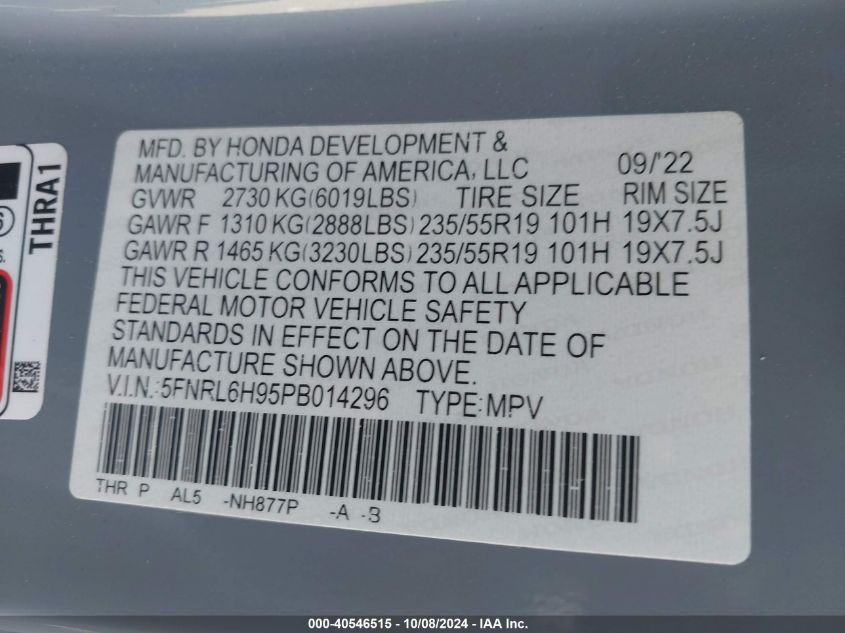 MFD. BY HONDA DEVELOPMENT &
MANUFACTURING OF AMERICA, LLC 09/'22
GVWR 2730 KG(6019LBS) TIRE SIZE RIM SIZE
GAWR F 1310 KG(2888LBS) 235/55R19 101H 19X7.5J
GAWR R 1465 KG(3230LBS) 235/55R19 101H 19X7.5J
THIS VEHICLE CONFORMS TO ALL APPLICABLE
FEDERAL MOTOR VEHICLE SAFETY
STANDARDS IN EFFECT ON THE DATE OF
MANUFACTURE SHOWN ABOVE.
V.I.N.:5FNRL6H95PB014296 TYPE:MPV
THR P AL5 -NH877P -A -B
THRA1
000-40546515 - 10/08/2024 - IAA Inc.